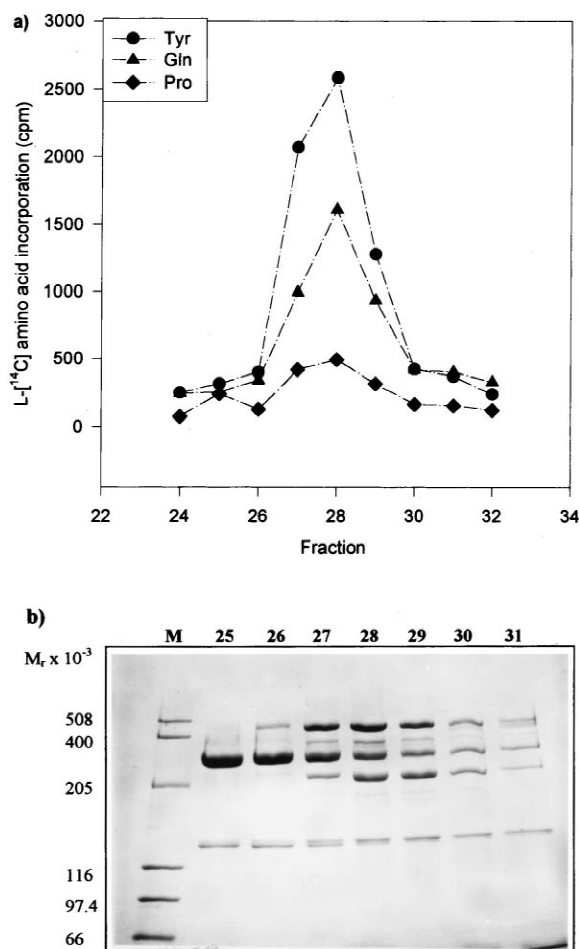 a)
3000
2500
2000
1500
1000
500
0
L-[¹⁴C] amino acid incorporation (cpm)
Tyr
Gln
Pro
22 24 26 28 30 32 34
Fraction
b)
M 25 26 27 28 29 30 31
Mᵣ x 10⁻³
508
400
205
116
97.4
66